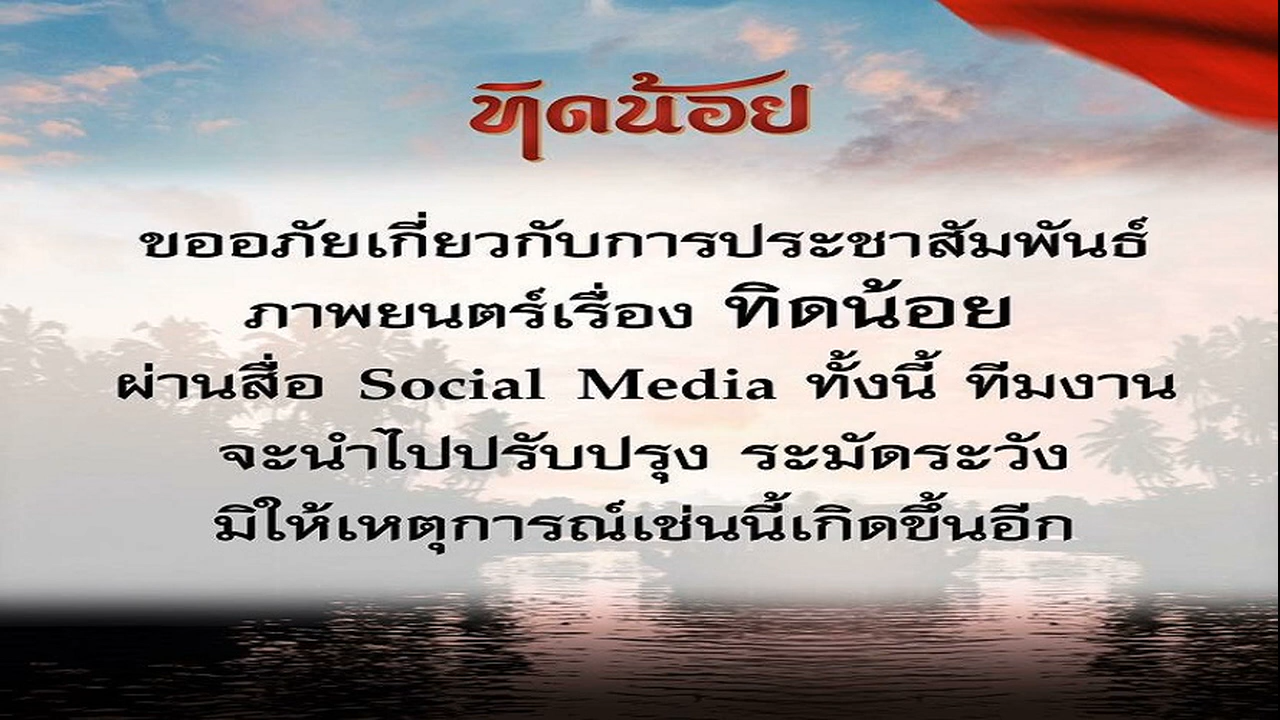 ทิดน้อย
ขออภัยเกี่ยวกับการประชาสัมพันธ์
ภาพยนตร์เรื่อง ทิดน้อย
ผ่านสื่อ Social Media ทั้งนี้ ทีมงาน
จะนำไปปรับปรุง ระมัดระวัง
มิให้เหตุการณ์เช่นนี้เกิดขึ้นอีก